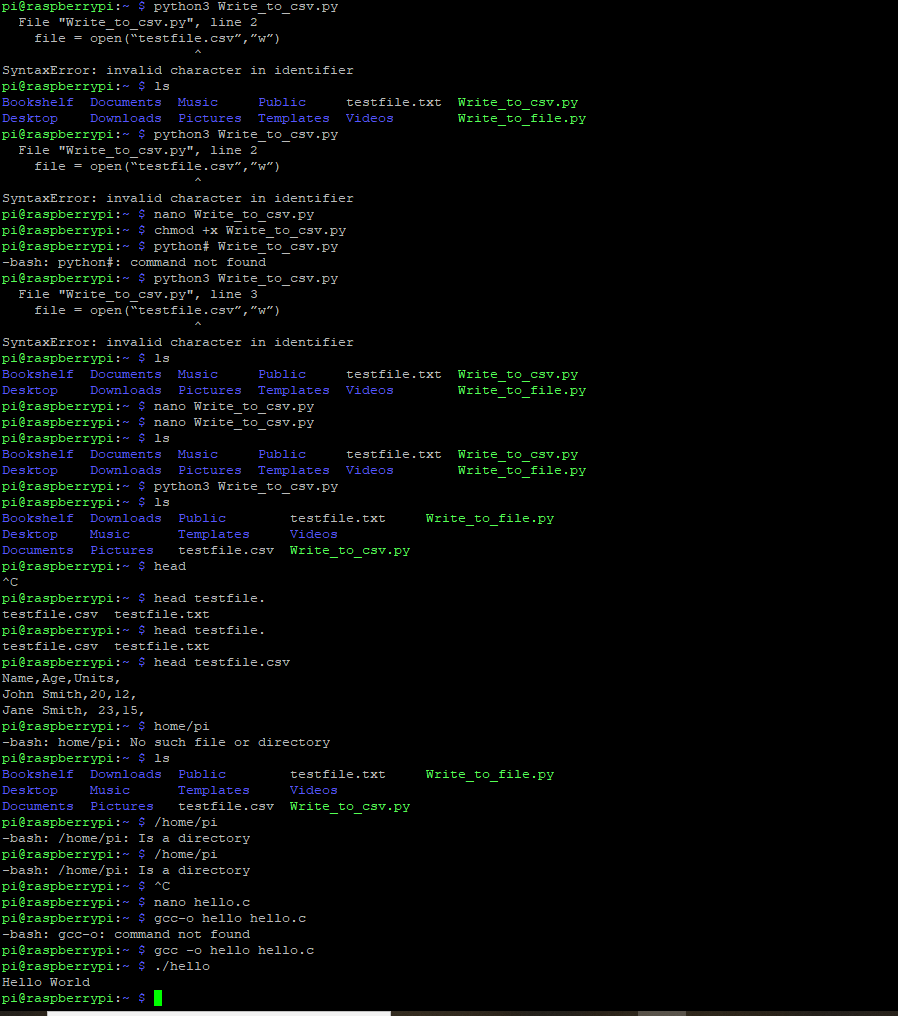 pi@raspberrypi:~ $ python3 Write_to_csv.py
  File "Write_to_csv.py", line 2
    file = open(“testfile.csv”,”w”)
                        ^
SyntaxError: invalid character in identifier
pi@raspberrypi:~ $ ls
Bookshelf  Documents  Music     Public     testfile.txt  Write_to_csv.py
Desktop    Downloads  Pictures  Templates  Videos        Write_to_file.py
pi@raspberrypi:~ $ python3 Write_to_csv.py
  File "Write_to_csv.py", line 2
    file = open(“testfile.csv”,”w”)
                        ^
SyntaxError: invalid character in identifier
pi@raspberrypi:~ $ nano Write_to_csv.py
pi@raspberrypi:~ $ chmod +x Write_to_csv.py
pi@raspberrypi:~ $ python# Write_to_csv.py
-bash: python#: command not found
pi@raspberrypi:~ $ python3 Write_to_csv.py
  File "Write_to_csv.py", line 3
    file = open(“testfile.csv”,”w”)
                        ^
SyntaxError: invalid character in identifier
pi@raspberrypi:~ $ ls
Bookshelf  Documents  Music     Public     testfile.txt  Write_to_csv.py
Desktop    Downloads  Pictures  Templates  Videos        Write_to_file.py
pi@raspberrypi:~ $ nano Write_to_csv.py
pi@raspberrypi:~ $ nano Write_to_csv.py
pi@raspberrypi:~ $ ls
Bookshelf  Documents  Music     Public     testfile.txt  Write_to_csv.py
Desktop    Downloads  Pictures  Templates  Videos        Write_to_file.py
pi@raspberrypi:~ $ python3 Write_to_csv.py
pi@raspberrypi:~ $ ls
Bookshelf  Downloads  Public        testfile.txt     Write_to_file.py
Desktop    Music      Templates     Videos
Documents  Pictures   testfile.csv  Write_to_csv.py
pi@raspberrypi:~ $ head
^C
pi@raspberrypi:~ $ head testfile.
testfile.csv  testfile.txt
pi@raspberrypi:~ $ head testfile.
testfile.csv  testfile.txt
pi@raspberrypi:~ $ head testfile.csv
Name,Age,Units,
John Smith,20,12,
Jane Smith, 23,15,
pi@raspberrypi:~ $ home/pi
-bash: home/pi: No such file or directory
pi@raspberrypi:~ $ ls
Bookshelf  Downloads  Public        testfile.txt     Write_to_file.py
Desktop    Music      Templates     Videos
Documents  Pictures   testfile.csv  Write_to_csv.py
pi@raspberrypi:~ $ /home/pi
-bash: /home/pi: Is a directory
pi@raspberrypi:~ $ /home/pi
-bash: /home/pi: Is a directory
pi@raspberrypi:~ $ ^C
pi@raspberrypi:~ $ nano hello.c
pi@raspberrypi:~ $ gcc-o hello hello.c
-bash: gcc-o: command not found
pi@raspberrypi:~ $ gcc -o hello hello.c
pi@raspberrypi:~ $ ./hello
Hello World
pi@raspberrypi:~ $